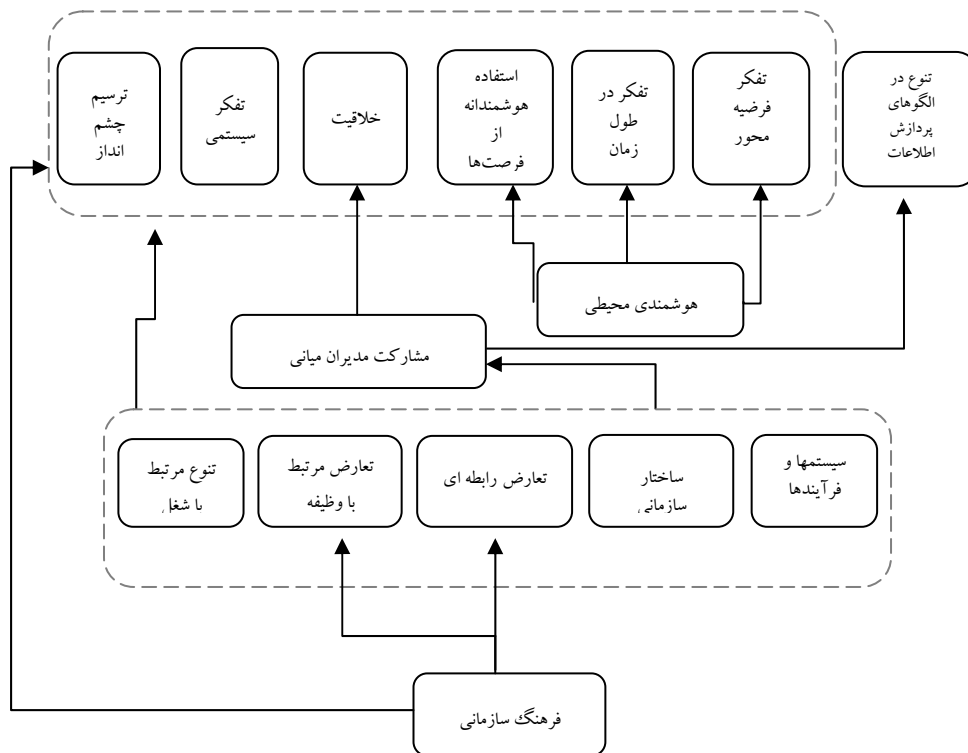 تنوع در
الگوهای
پردازش
اطلاعات
تفکر
فرضیه
محور
تفکر در
طول
زمان
استفاده
هوشمندانه
از
فرصت‌ها
خلاقیت
تفکر
سیستمی
ترسیم
چشم
انداز
هوشمندی محیطی
مشارکت مدیران میانی
سیستمها و
فرآیندها
ساختار
سازمانی
تعارض رابطه ای
تعارض مرتبط
با وظیفه
تنوع مرتبط
با شغل
فرهنگ سازمانی